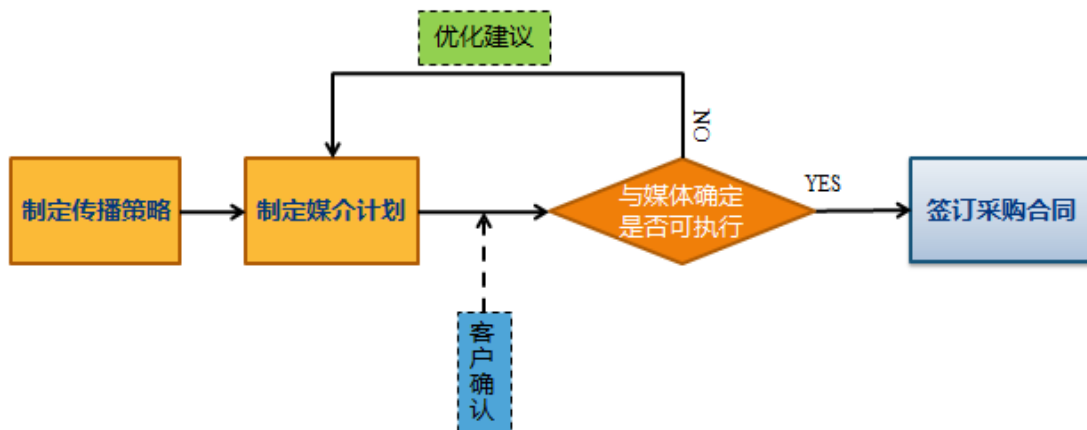 优化建议
NO
制定传播策略
制定媒介计划
与媒体确定
是否可执行
YES
签订采购合同
客户确认